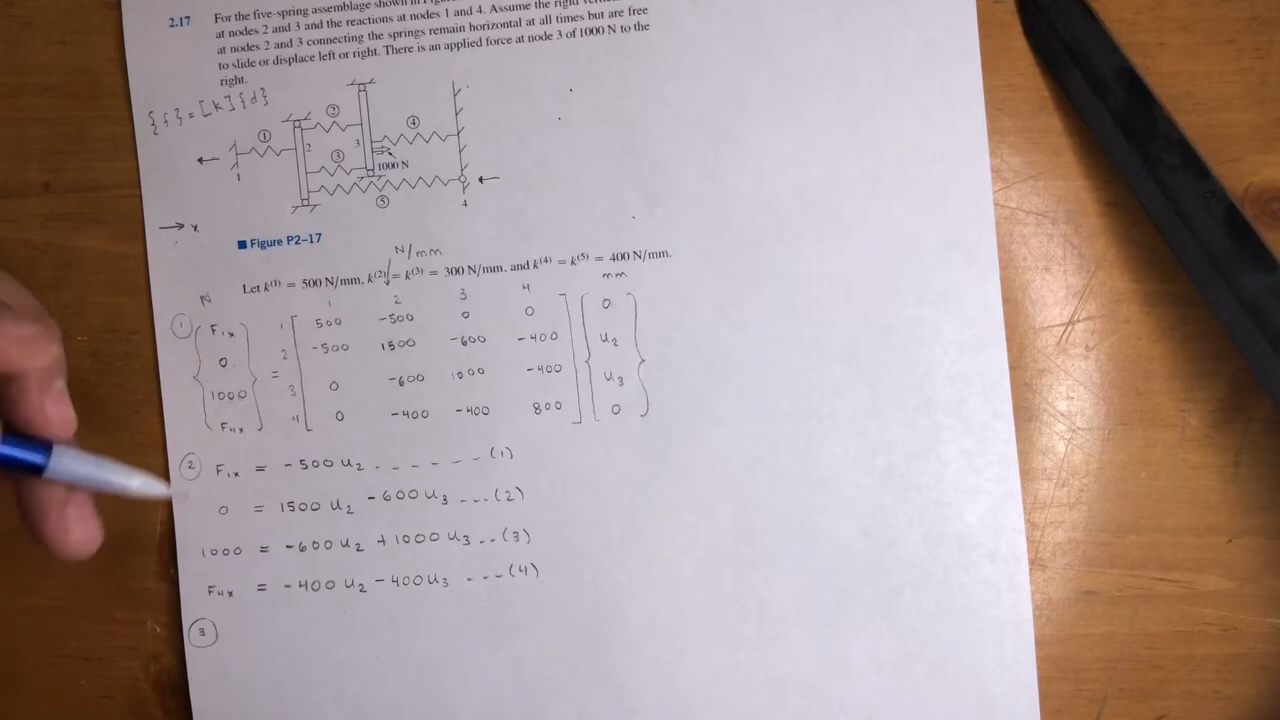 2.17 For the five-spring assemblage shown in
at nodes 2 and 3 and the reactions at nodes 1 and 4. Assume the rigid
at nodes 2 and 3 connecting the springs remain horizontal at all times but are free
to slide or displace left or right. There is an applied force at node 3 of 1000 N to the
right.
{f} = [k]{d}
① ② ③ ④ ⑤
1 2 3 4
1000 N
x
■ Figure P2–17
N/mm
Let k(1) = 500 N/mm, k(2) = k(3) = 300 N/mm, and k(4) = k(5) = 400 N/mm.
N mm
1 2 3 4
① F1x 1 500 -500 0 0 0
0 = 2 -500 1500 -600 -400 u2
1000 3 0 -600 1000 -400 u3
F4x 4 0 -400 -400 800 0
② F1x = -500 u2 - - - - - - (1)
0 = 1500 u2 - 600 u3 ---(2)
1000 = -600 u2 + 1000 u3 --(3)
F4x = -400 u2 - 400 u3 ---(4)
③